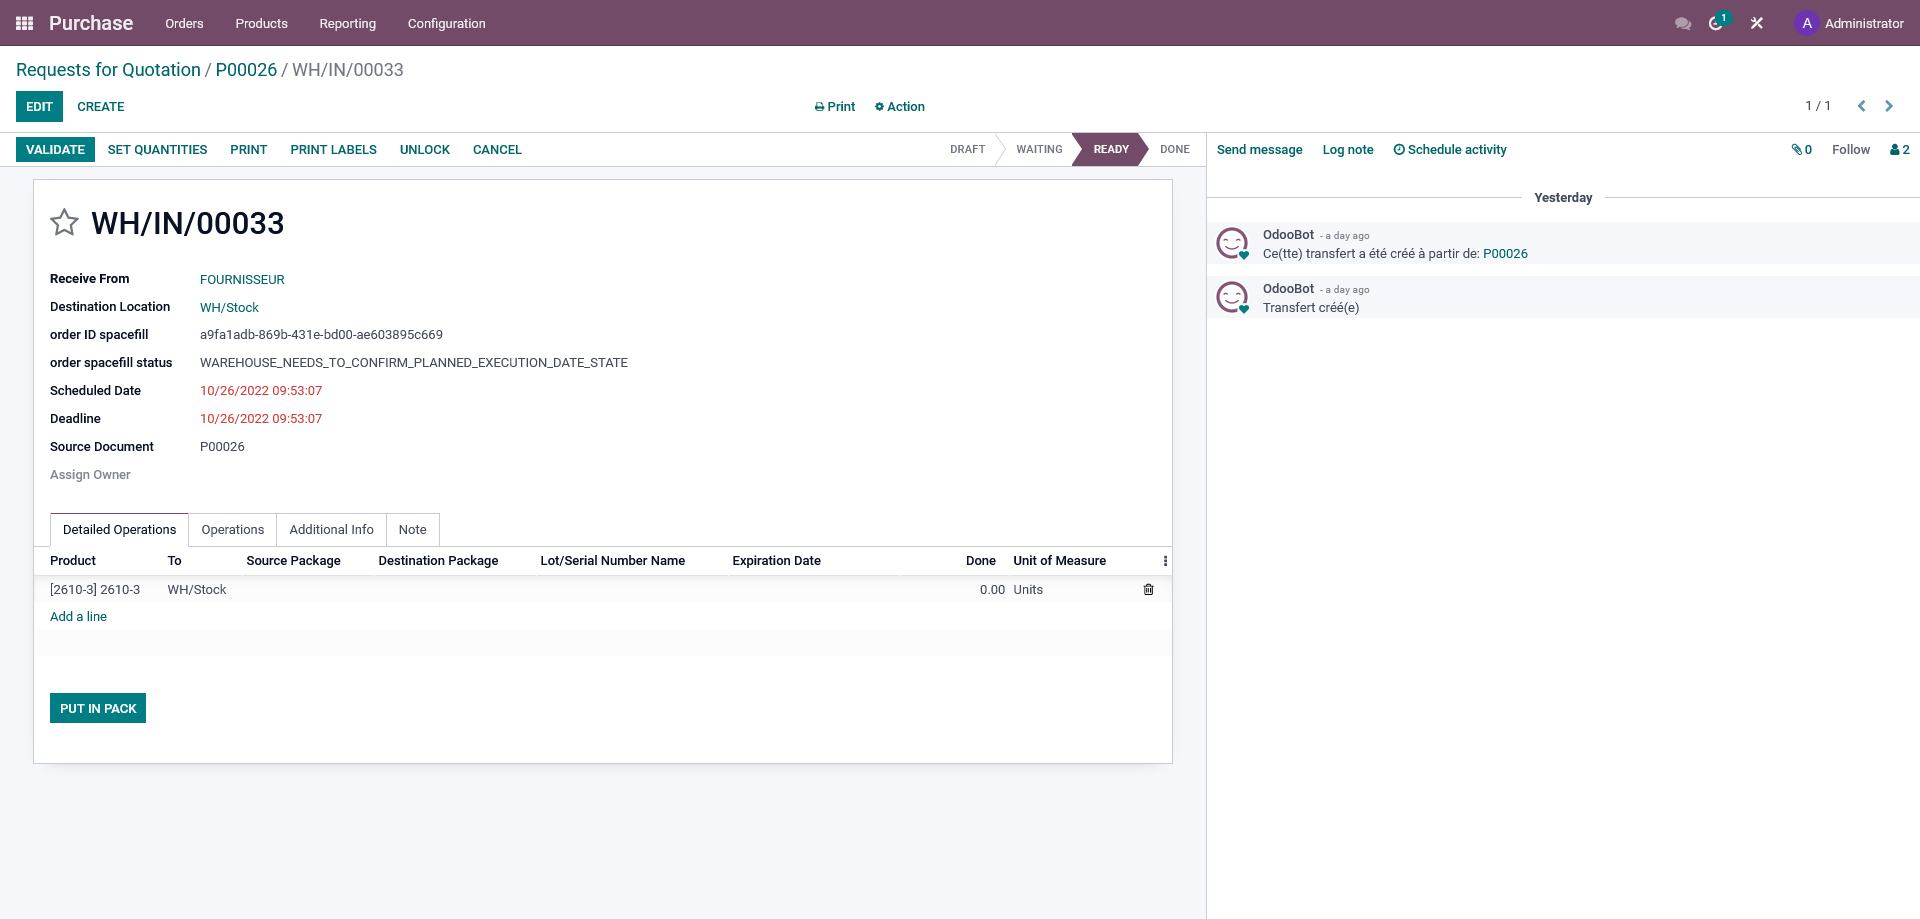 Purchase Orders Products Reporting Configuration 1 A Administrator
Requests for Quotation / P00026 / WH/IN/00033
EDIT CREATE Print Action 1 / 1
VALIDATE SET QUANTITIES PRINT PRINT LABELS UNLOCK CANCEL DRAFT WAITING READY DONE
Send message Log note Schedule activity 0 Follow 2
WH/IN/00033
Receive From FOURNISSEUR
Destination Location WH/Stock
order ID spacefill a9fa1adb-869b-431e-bd00-ae603895c669
order spacefill status WAREHOUSE_NEEDS_TO_CONFIRM_PLANNED_EXECUTION_DATE_STATE
Scheduled Date 10/26/2022 09:53:07
Deadline 10/26/2022 09:53:07
Source Document P00026
Assign Owner
Detailed Operations Operations Additional Info Note
Product To Source Package Destination Package Lot/Serial Number Name Expiration Date Done Unit of Measure
[2610-3] 2610-3 WH/Stock 0.00 Units
Add a line
PUT IN PACK
Yesterday
OdooBot - a day ago
Ce(tte) transfert a été créé à partir de: P00026
OdooBot - a day ago
Transfert créé(e)